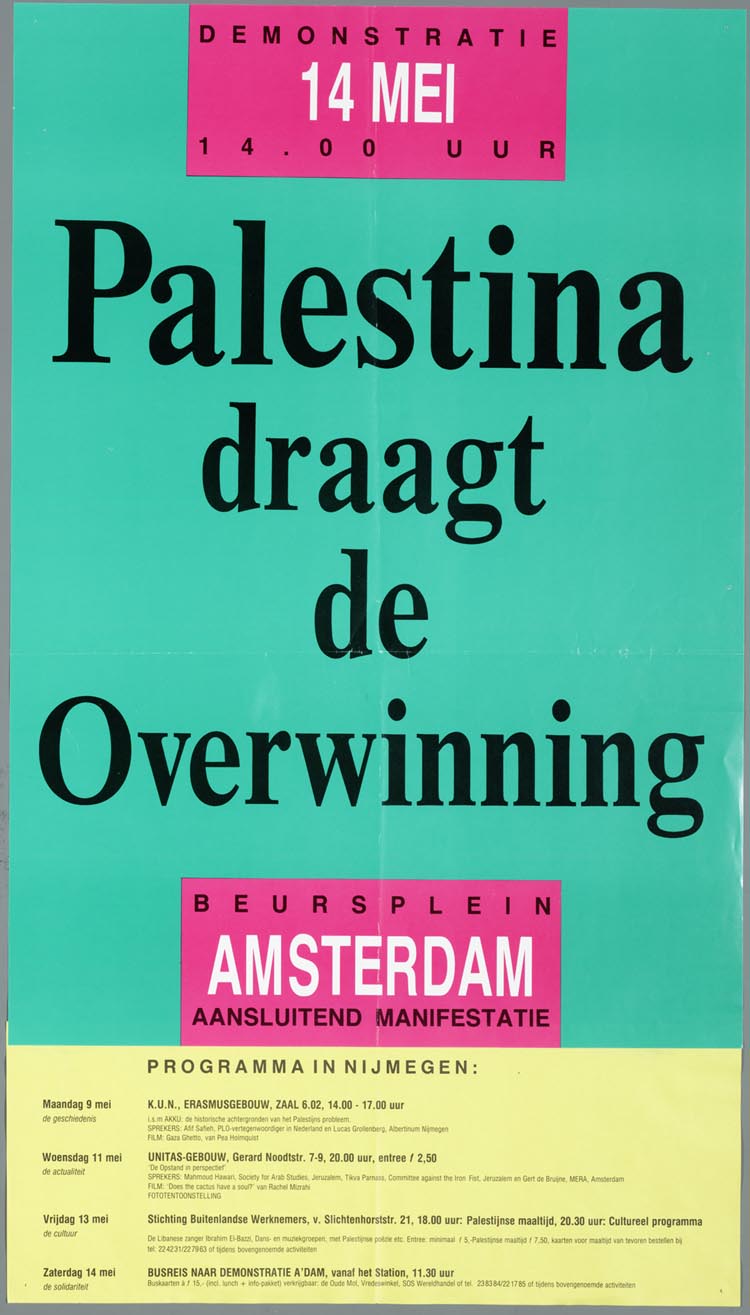 DEMONSTRATIE
14 MEI
14.00 UUR
Palestina
draagt
de
Overwinning
BEURSPLEIN
AMSTERDAM
AANSLUITEND MANIFESTATIE
PROGRAMMA IN NIJMEGEN:
Maandag 9 mei
de geschiedenis
K.U.N., ERASMUSGEBOUW, ZAAL 6.02, 14.00 - 17.00 uur
i.s.m AKKU: de historische achtergronden van het Palestijns probleem.
SPREKERS: Afif Safieh, PLO-vertegenwoordiger in Nederland en Lucas Grollenberg, Albertinum Nijmegen
FILM: Gaza Ghetto, van Pea Holmquist
Woensdag 11 mei
de actualiteit
UNITAS-GEBOUW, Gerard Noodtstr. 7-9, 20.00 uur, entree f 2,50
'De Opstand in perspectief'
SPREKERS: Mahmoud Hawari, Society for Arab Studies, Jeruzalem, Tikva Parnass, Committee against the Iron Fist, Jeruzalem en Gert de Bruijne, MERA, Amsterdam
FILM: 'Does the cactus have a soul?' van Rachel Mizrahi
FOTOTENTOONSTELLING
Vrijdag 13 mei
de cultuur
Stichting Buitenlandse Werknemers, v. Slichtenhorststr. 21, 18.00 uur: Palestijnse maaltijd, 20.30 uur: Cultureel programma
De Libanese zanger Ibrahim El-Bazzi, Dans- en muziekgroepen, met Palestijnse poëzie etc. Entree: minimaal f 5,-Palestijnse maaltijd f 7,50, kaarten voor maaltijd van tevoren bestellen bij
tel: 224231/227963 of tijdens bovengenoemde activiteiten
Zaterdag 14 mei
de solidariteit
BUSREIS NAAR DEMONSTRATIE A'DAM, vanaf het Station, 11.30 uur
Buskaarten à f 15,- (incl. lunch + info-pakket) verkrijgbaar: de Oude Mol, Vredeswinkel, SOS Wereldhandel of tel. 238384/221785 of tijdens bovengenoemde activiteiten